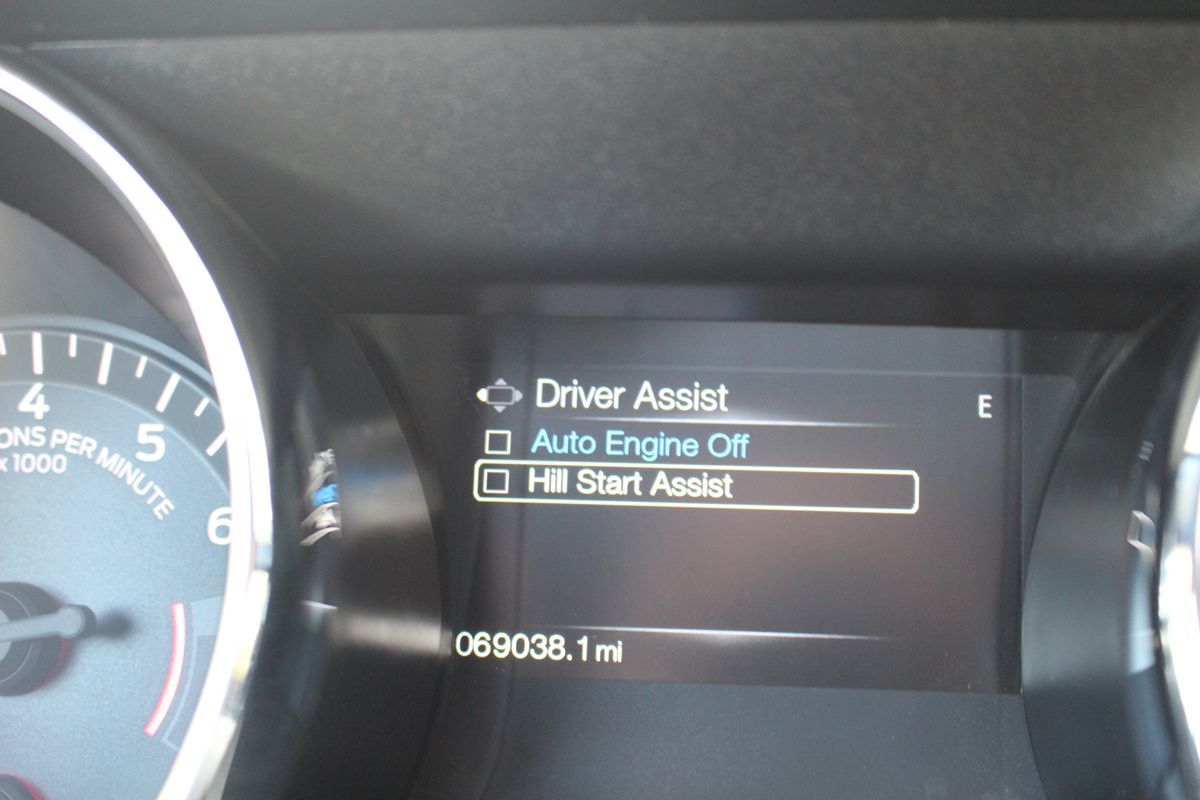 Driver Assist
E
Auto Engine Off
Hill Start Assist
069038.1 mi
4
5
6
ONS PER MINUTE
x 1000